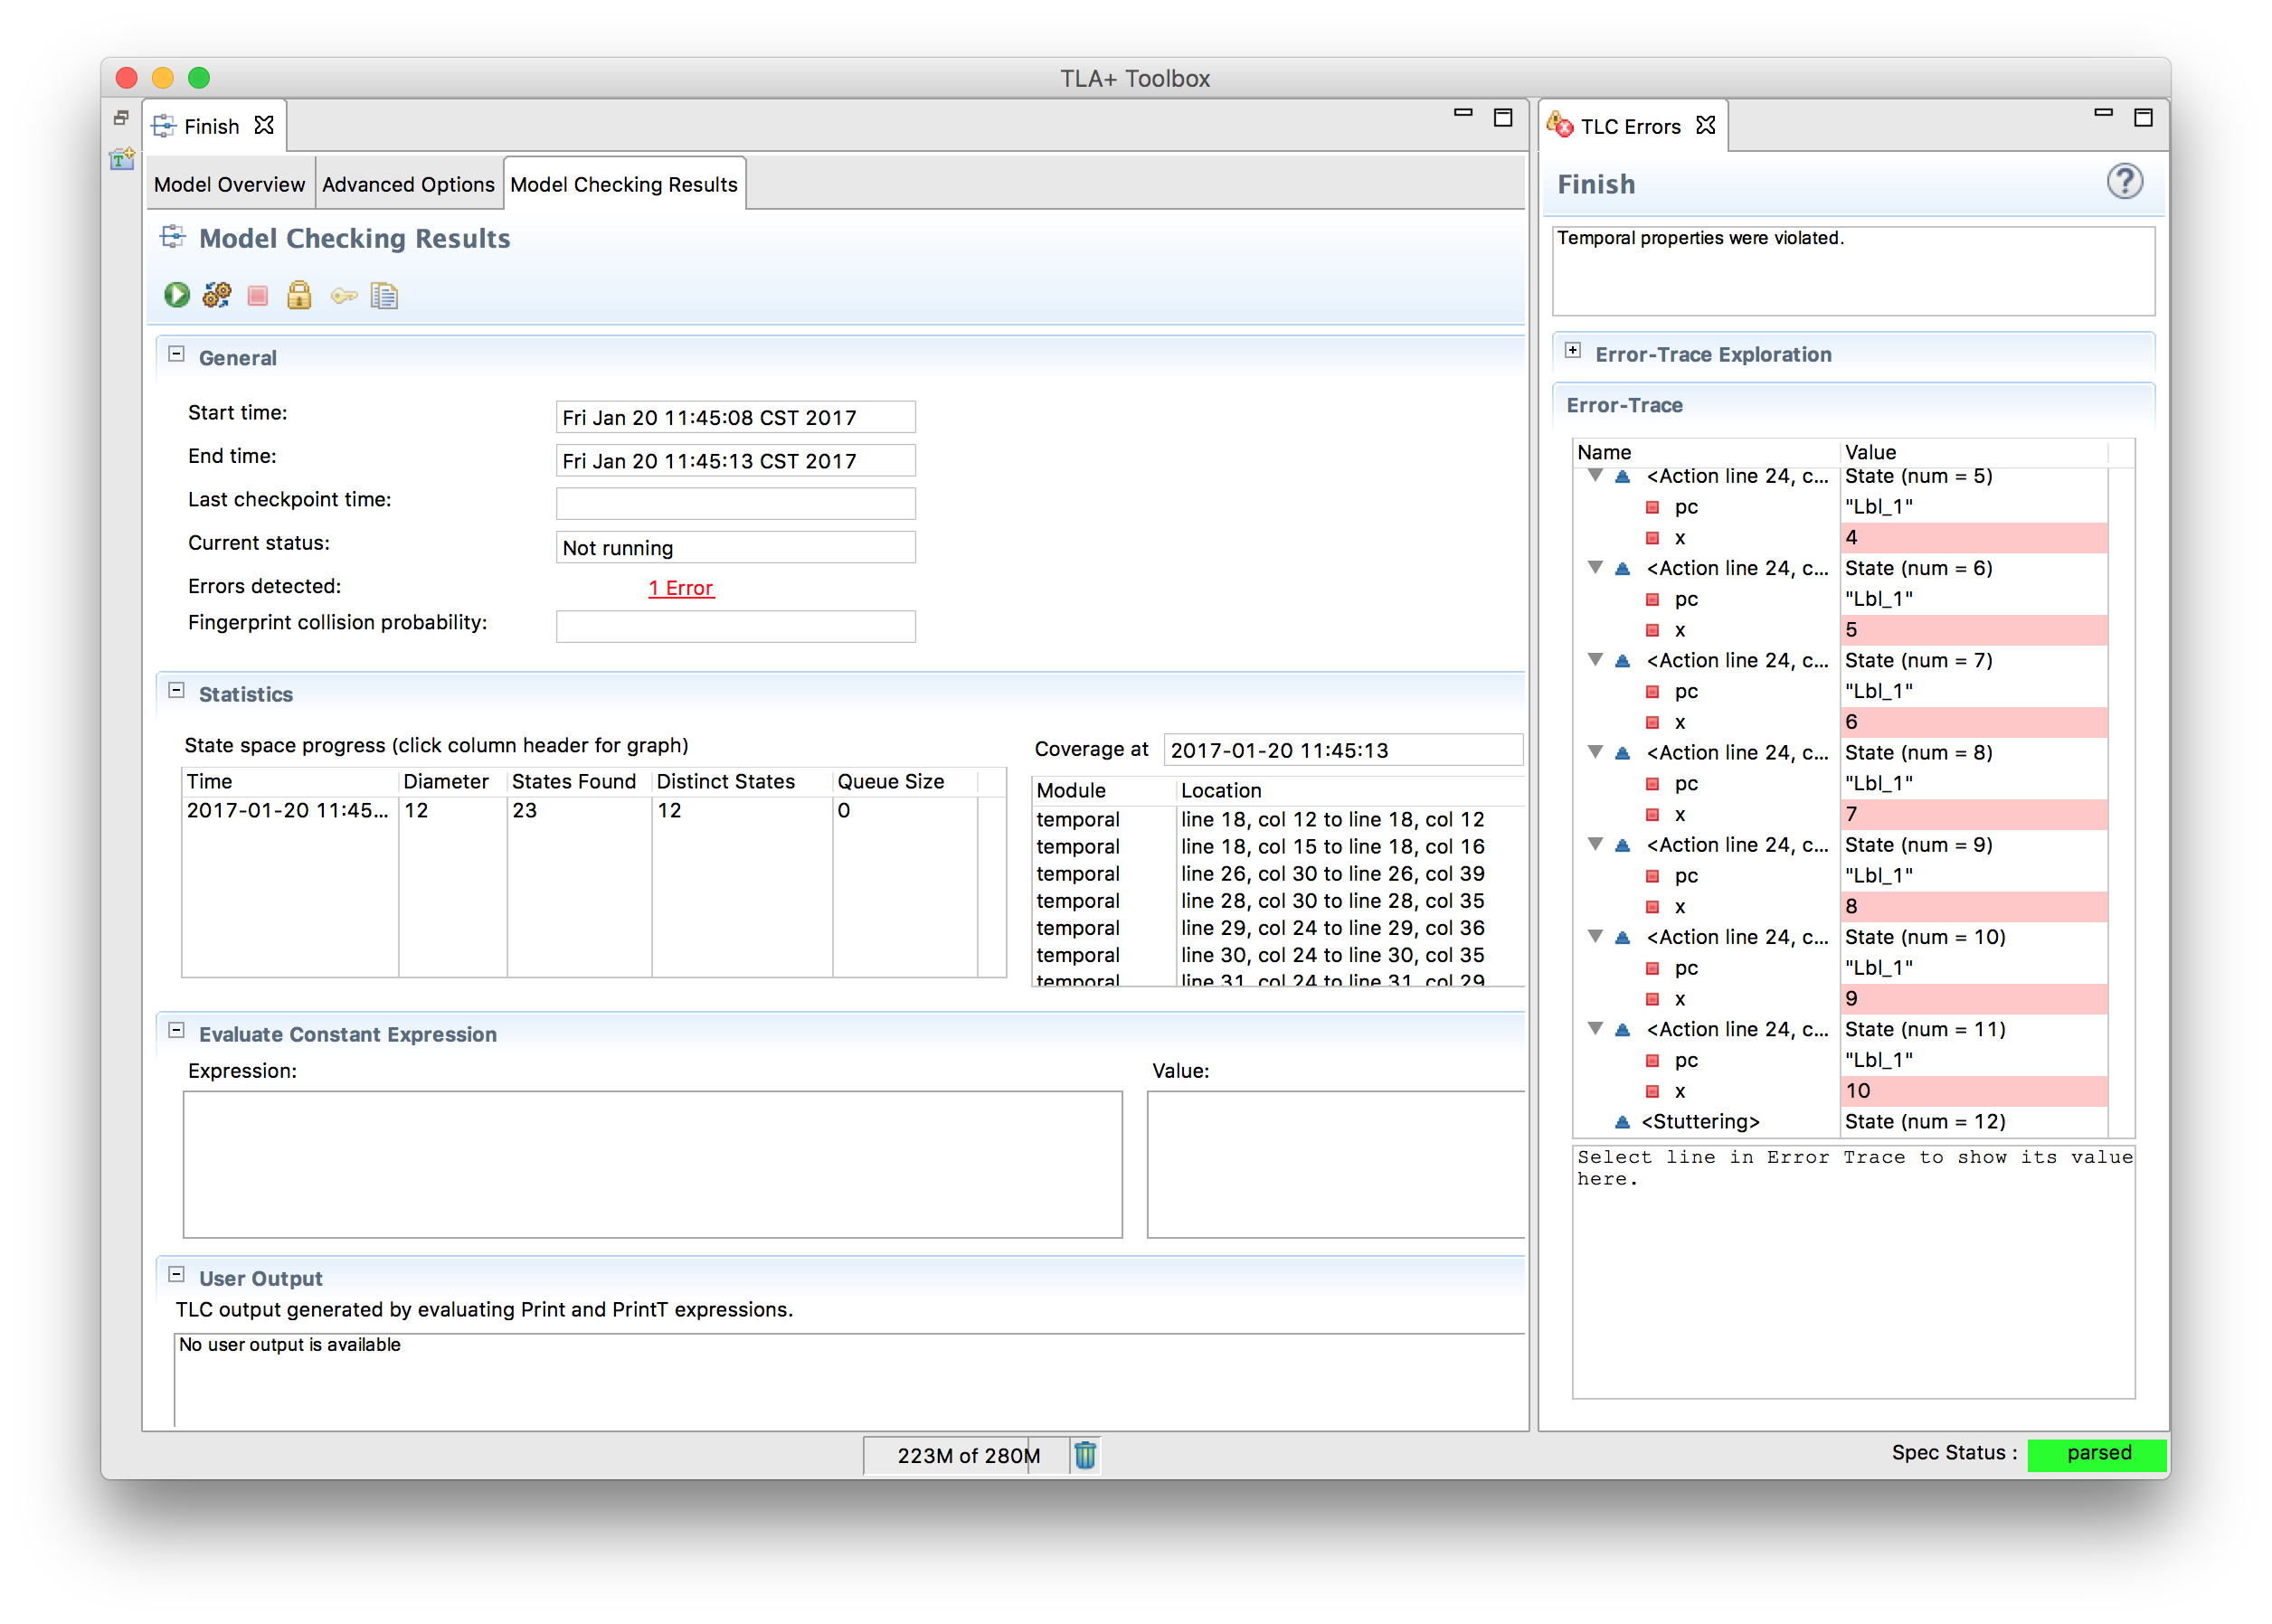 TLA+ Toolbox
Finish
Model Overview Advanced Options Model Checking Results
Model Checking Results
General
Start time: Fri Jan 20 11:45:08 CST 2017
End time: Fri Jan 20 11:45:13 CST 2017
Last checkpoint time:
Current status: Not running
Errors detected: 1 Error
Fingerprint collision probability:
Statistics
State space progress (click column header for graph)
Time Diameter States Found Distinct States Queue Size
2017-01-20 11:45... 12 23 12 0
Coverage at 2017-01-20 11:45:13
Module Location
temporal line 18, col 12 to line 18, col 12
temporal line 18, col 15 to line 18, col 16
temporal line 26, col 30 to line 26, col 39
temporal line 28, col 30 to line 28, col 35
temporal line 29, col 24 to line 29, col 36
temporal line 30, col 24 to line 30, col 35
temporal line 31, col 24 to line 31, col 29
Evaluate Constant Expression
Expression: Value:
User Output
TLC output generated by evaluating Print and PrintT expressions.
No user output is available
223M of 280M
TLC Errors
Finish
Temporal properties were violated.
Error-Trace Exploration
Error-Trace
Name Value
<Action line 24, c... State (num = 5)
pc "Lbl_1"
x 4
<Action line 24, c... State (num = 6)
pc "Lbl_1"
x 5
<Action line 24, c... State (num = 7)
pc "Lbl_1"
x 6
<Action line 24, c... State (num = 8)
pc "Lbl_1"
x 7
<Action line 24, c... State (num = 9)
pc "Lbl_1"
x 8
<Action line 24, c... State (num = 10)
pc "Lbl_1"
x 9
<Action line 24, c... State (num = 11)
pc "Lbl_1"
x 10
<Stuttering> State (num = 12)
Select line in Error Trace to show its value
here.
Spec Status : parsed